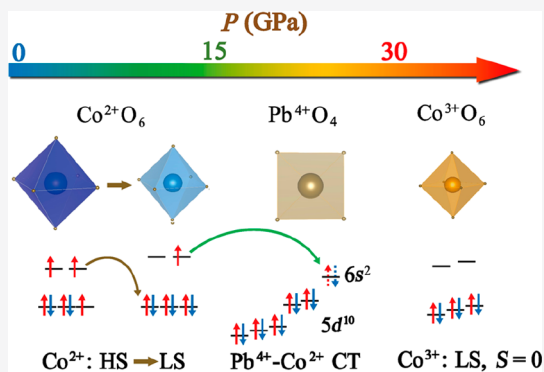 P (GPa)
0 15 30
Co²⁺O₆ Pb⁴⁺O₄ Co³⁺O₆
6s²
5d¹⁰
Co²⁺: HS → LS Pb⁴⁺-Co²⁺ CT Co³⁺: LS, S = 0